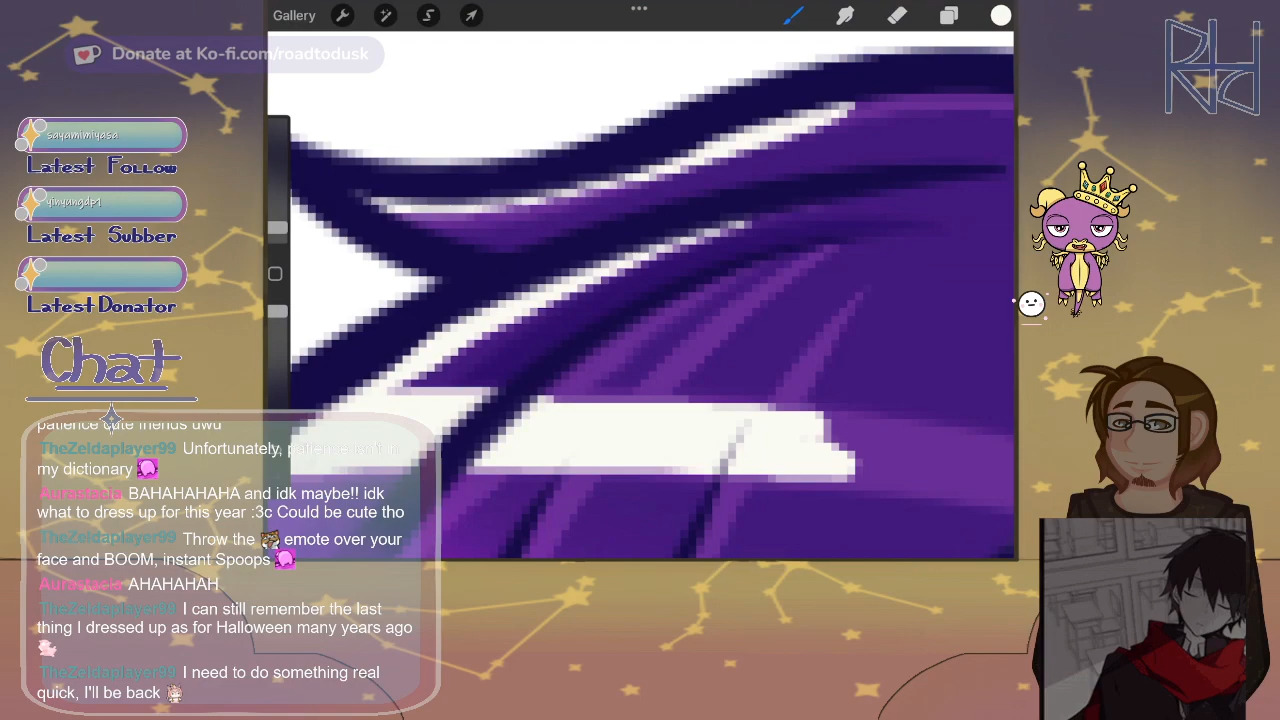 Gallery
Donate at Ko-fi.com/roadtodusk
sayamimiyasa
Latest Follow
yinyangdp1
Latest Subber
Latest Donator
Chat
patience cute friends uwu
TheZeldaplayer99 Unfortunately, patience isn't in
my dictionary
Aurastasia BAHAHAHAHA and idk maybe!! idk
what to dress up for this year :3c Could be cute tho
TheZeldaplayer99 Throw the emote over your
face and BOOM, instant Spoops
Aurastasia AHAHAHAH
TheZeldaplayer99 I can still remember the last
thing I dressed up as for Halloween many years ago
TheZeldaplayer99 I need to do something real
quick, I'll be back